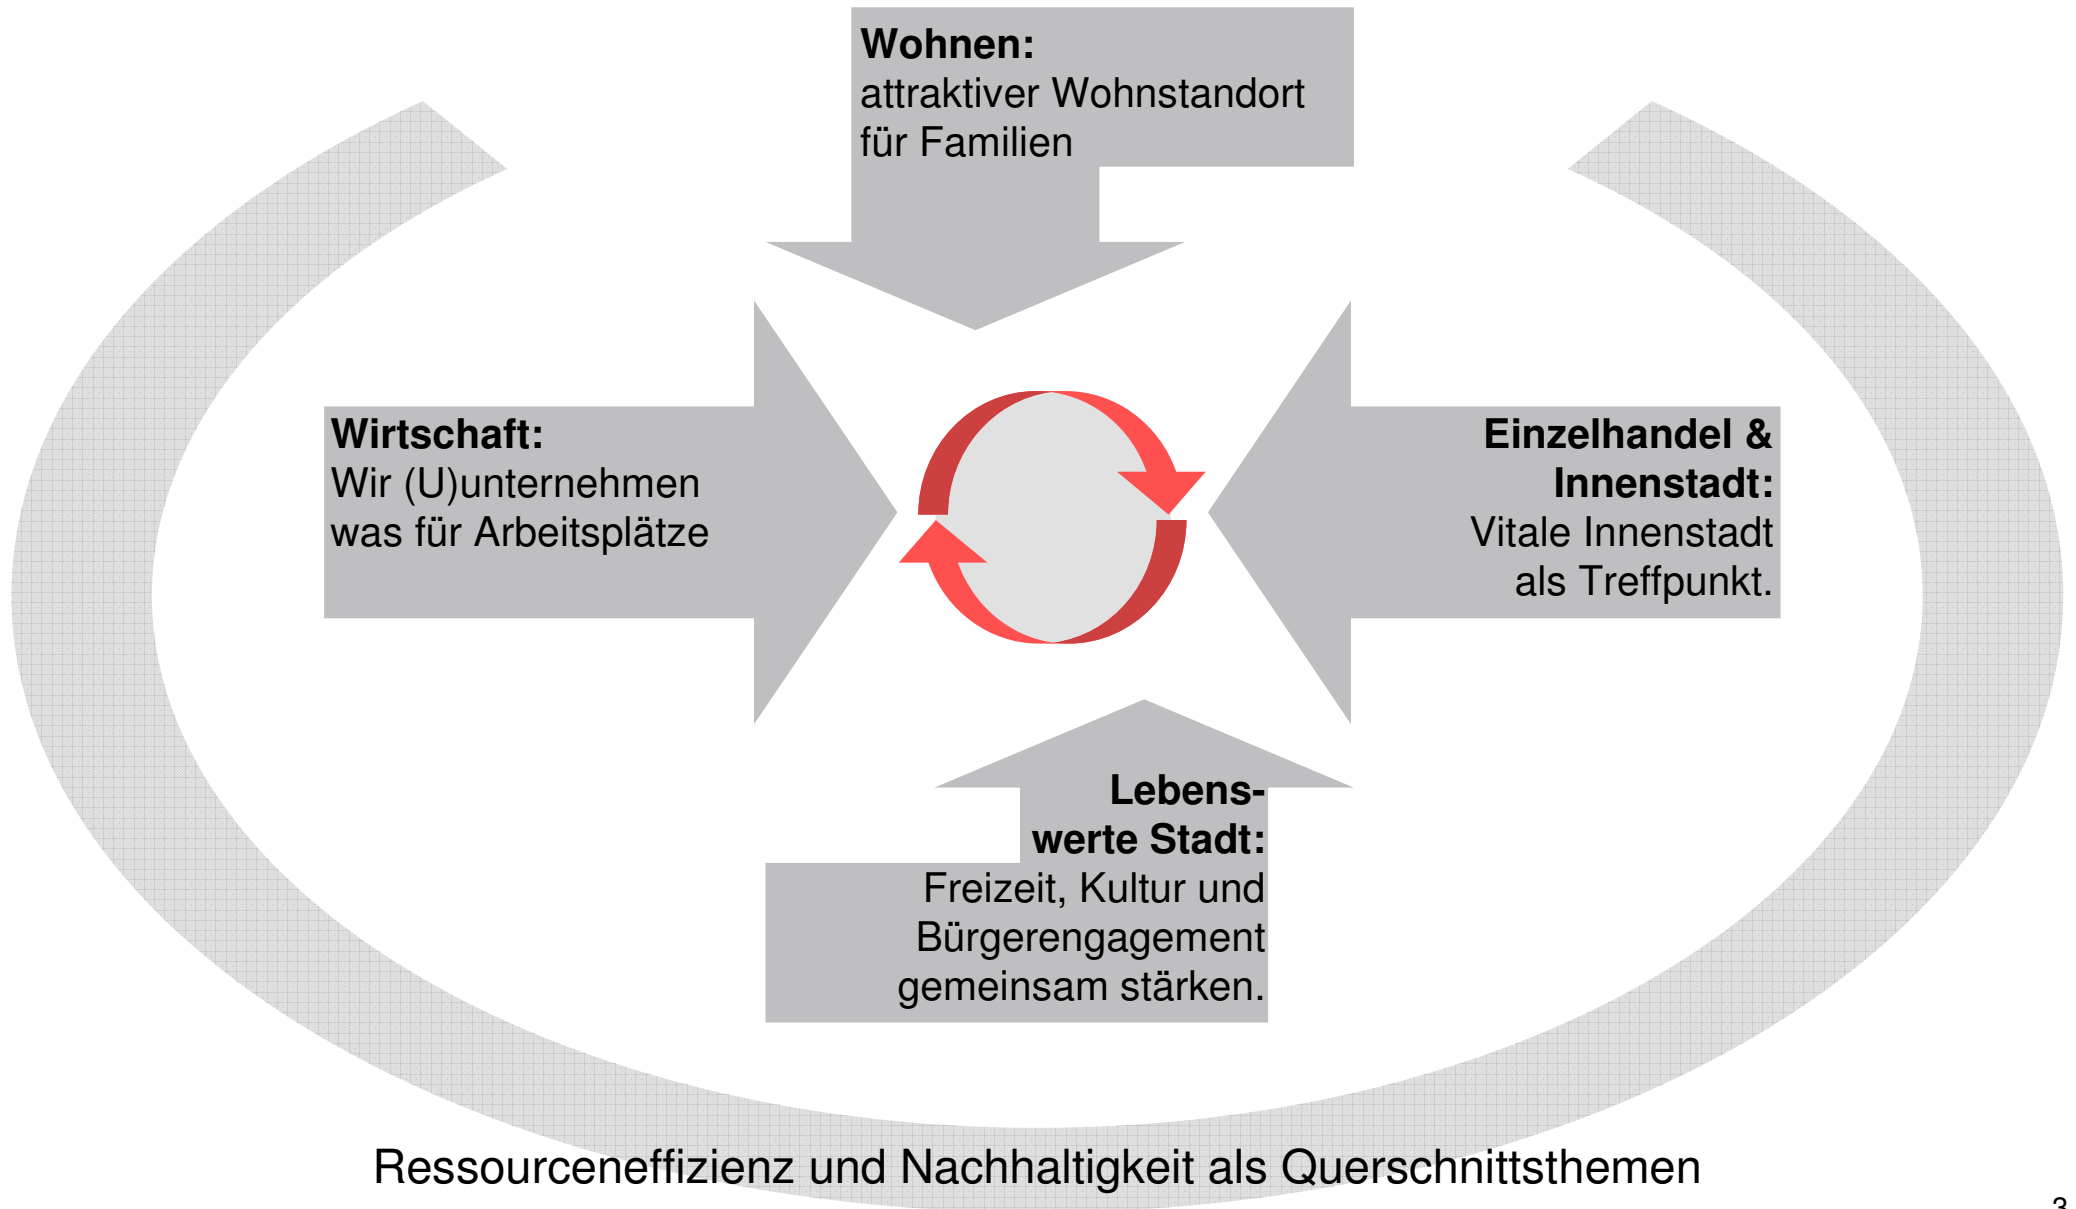 Wohnen:
attraktiver Wohnstandort
für Familien
Wirtschaft:
Wir (U)unternehmen
was für Arbeitsplätze
Einzelhandel &
Innenstadt:
Vitale Innenstadt
als Treffpunkt.
Lebens-
werte Stadt:
Freizeit, Kultur und
Bürgerengagement
gemeinsam stärken.
Ressourceneffizienz und Nachhaltigkeit als Querschnittsthemen
3